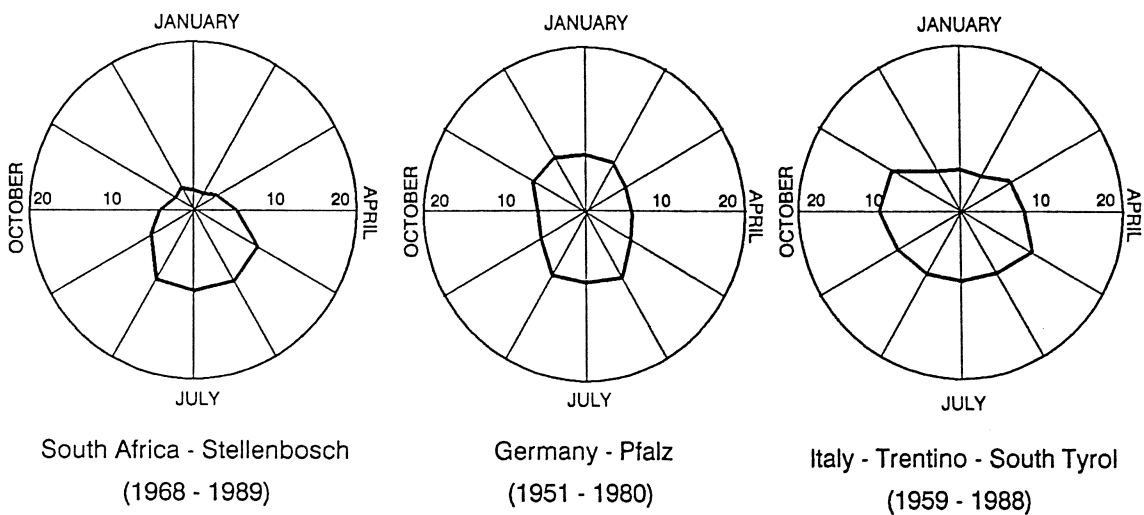 JANUARY
OCTOBER
20 10 10 20
APRIL
JULY
South Africa - Stellenbosch
(1968 - 1989)
JANUARY
OCTOBER
20 10 10 20
APRIL
JULY
Germany - Pfalz
(1951 - 1980)
JANUARY
OCTOBER
20 10 10 20
APRIL
JULY
Italy - Trentino - South Tyrol
(1959 - 1988)